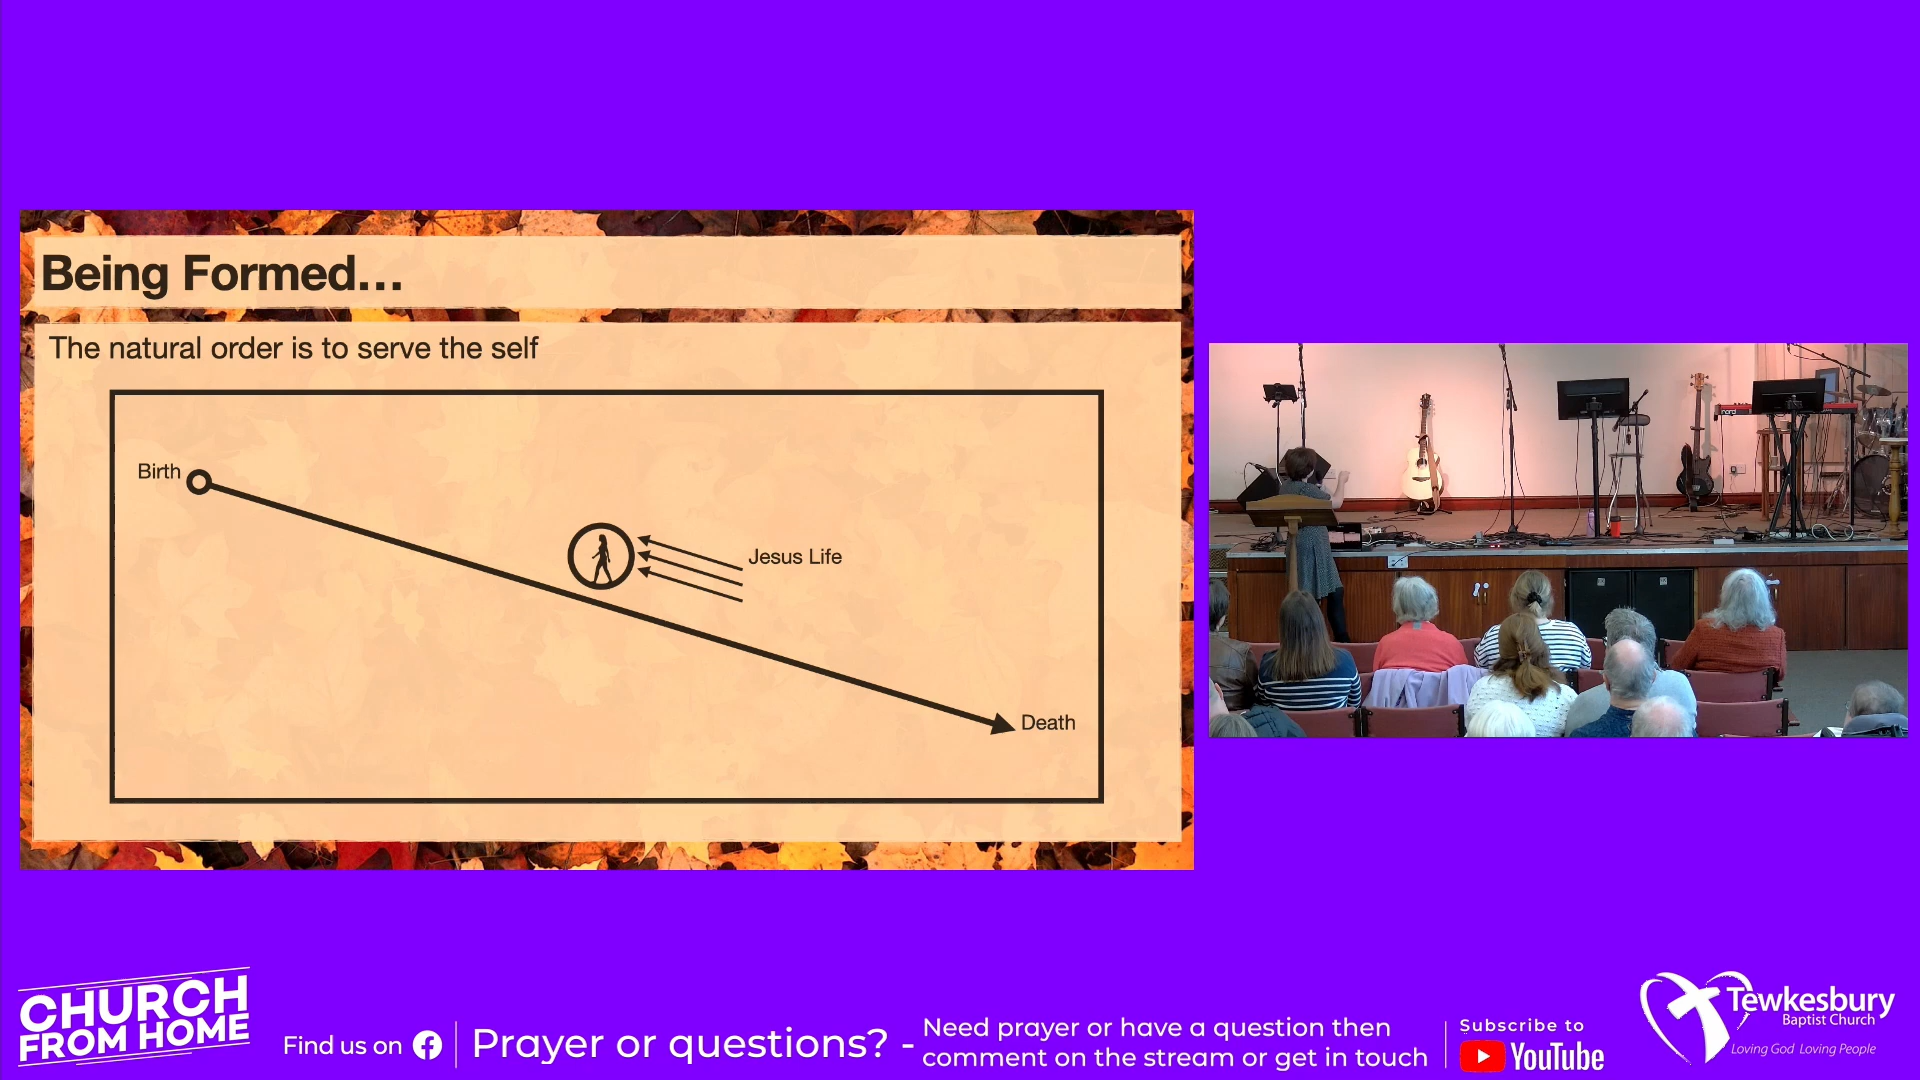 Being Formed...
The natural order is to serve the self
Birth
Jesus Life
Death
nord
CHURCH
FROM HOME
Find us on
Prayer or questions? -
Need prayer or have a question then
comment on the stream or get in touch
Subscribe to
YouTube
Tewkesbury
Baptist Church
Loving God Loving People